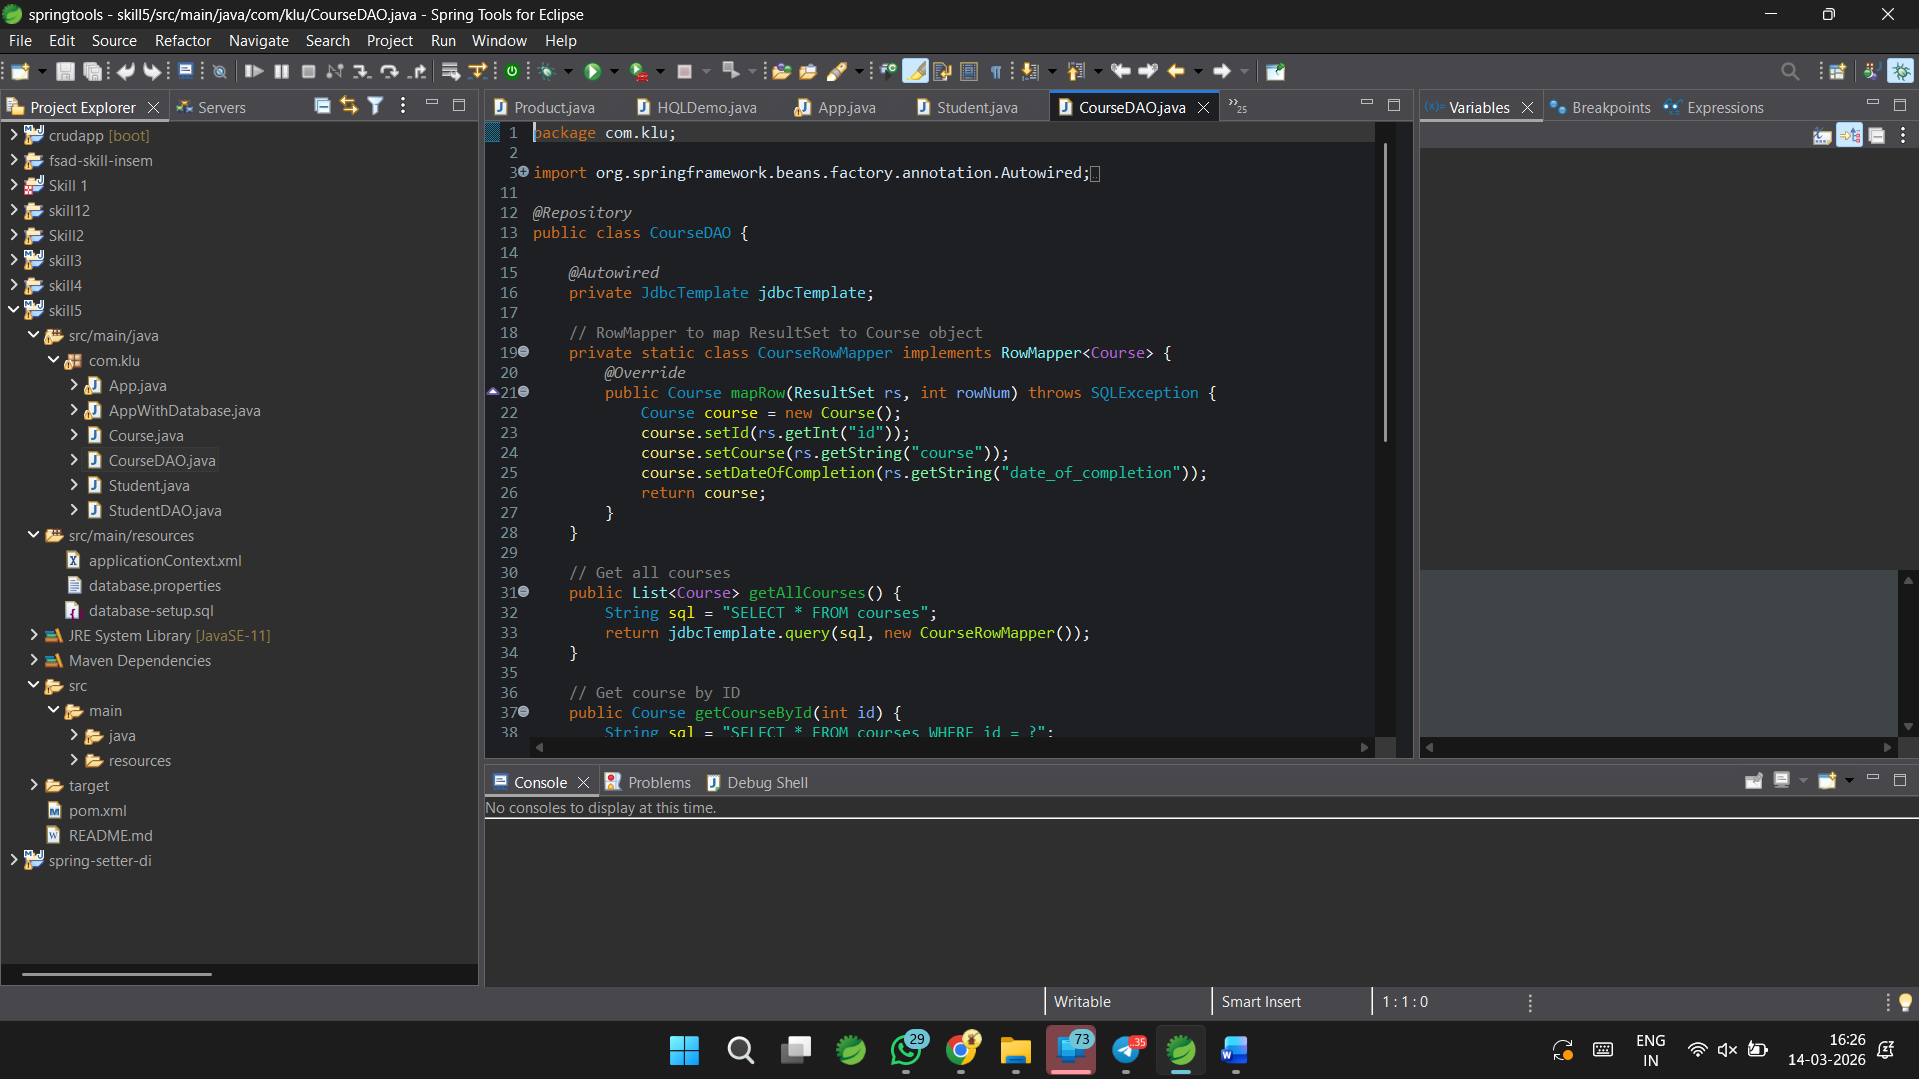 springtools - skill5/src/main/java/com/klu/CourseDAO.java - Spring Tools for Eclipse
File Edit Source Refactor Navigate Search Project Run Window Help
Project Explorer Servers
crudapp [boot]
fsad-skill-insem
Skill 1
skill12
Skill2
skill3
skill4
skill5
src/main/java
com.klu
App.java
AppWithDatabase.java
Course.java
CourseDAO.java
Student.java
StudentDAO.java
src/main/resources
applicationContext.xml
database.properties
database-setup.sql
JRE System Library [JavaSE-11]
Maven Dependencies
src
main
java
resources
target
pom.xml
README.md
spring-setter-di
Product.java HQLDemo.java App.java Student.java CourseDAO.java »25
1 package com.klu;
2
3 import org.springframework.beans.factory.annotation.Autowired;
11
12 @Repository
13 public class CourseDAO {
14
15 @Autowired
16 private JdbcTemplate jdbcTemplate;
17
18 // RowMapper to map ResultSet to Course object
19 private static class CourseRowMapper implements RowMapper<Course> {
20 @Override
21 public Course mapRow(ResultSet rs, int rowNum) throws SQLException {
22 Course course = new Course();
23 course.setId(rs.getInt("id"));
24 course.setCourse(rs.getString("course"));
25 course.setDateOfCompletion(rs.getString("date_of_completion"));
26 return course;
27 }
28 }
29
30 // Get all courses
31 public List<Course> getAllCourses() {
32 String sql = "SELECT * FROM courses";
33 return jdbcTemplate.query(sql, new CourseRowMapper());
34 }
35
36 // Get course by ID
37 public Course getCourseById(int id) {
38 String sql = "SELECT * FROM courses WHERE id = ?";
Variables Breakpoints Expressions
Console Problems Debug Shell
No consoles to display at this time.
Writable Smart Insert 1 : 1 : 0
29 73 35
ENG
IN
16:26
14-03-2026